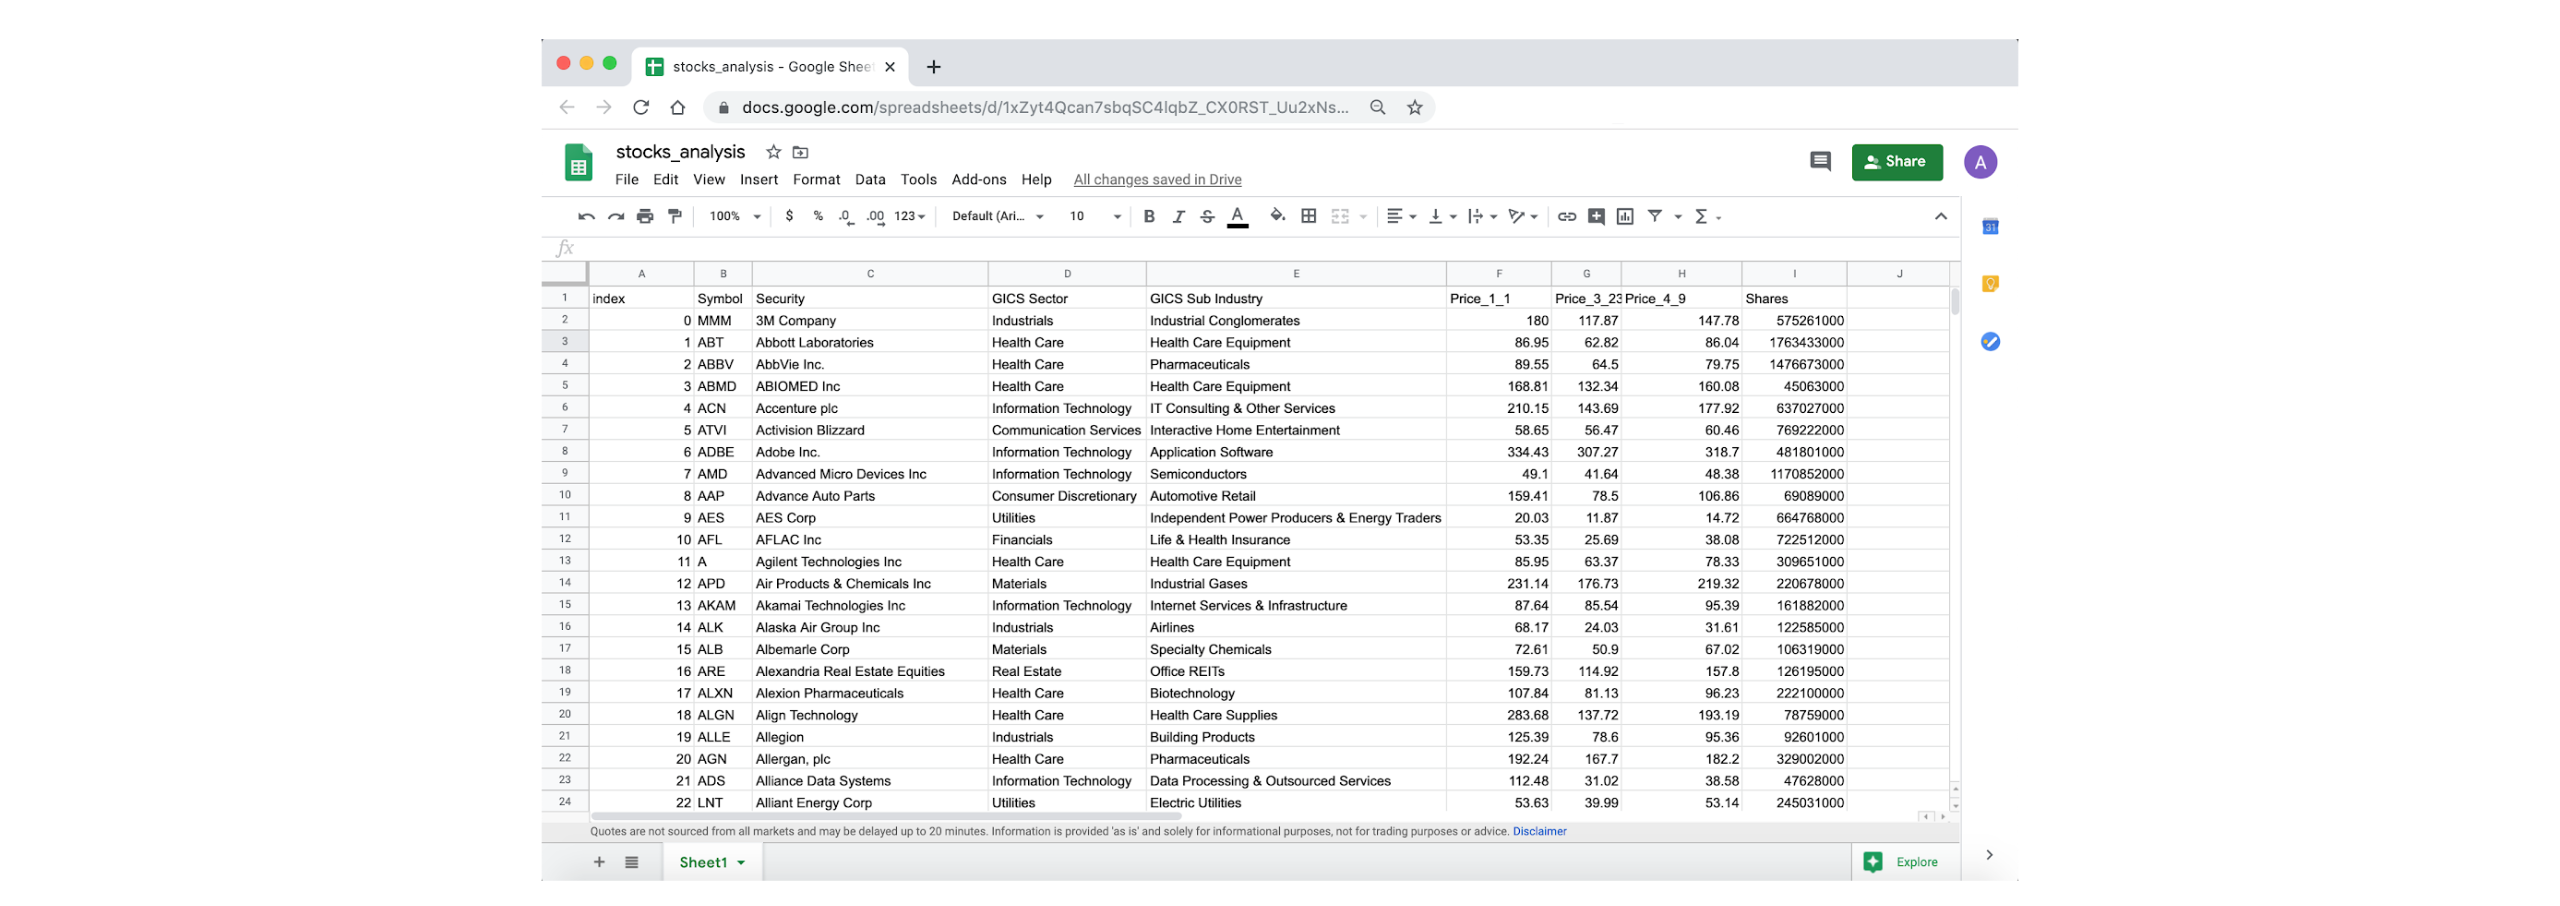 stocks_analysis - Google Shee
docs.google.com/spreadsheets/d/1xZyt4Qcan7sbqSC4lqbZ_CX0RST_Uu2xNs...
stocks_analysis
File Edit View Insert Format Data Tools Add-ons Help All changes saved in Drive
Share A
100% $ % .0 .00 123 Default (Ari... 10 B I S A Σ
31
fx
A B C D E F G H I J
1 index Symbol Security GICS Sector GICS Sub Industry Price_1_1 Price_3_23 Price_4_9 Shares
2 0 MMM 3M Company Industrials Industrial Conglomerates 180 117.87 147.78 575261000
3 1 ABT Abbott Laboratories Health Care Health Care Equipment 86.95 62.82 86.04 1763433000
4 2 ABBV AbbVie Inc. Health Care Pharmaceuticals 89.55 64.5 79.75 1476673000
5 3 ABMD ABIOMED Inc Health Care Health Care Equipment 168.81 132.34 160.08 45063000
6 4 ACN Accenture plc Information Technology IT Consulting & Other Services 210.15 143.69 177.92 637027000
7 5 ATVI Activision Blizzard Communication Services Interactive Home Entertainment 58.65 56.47 60.46 769222000
8 6 ADBE Adobe Inc. Information Technology Application Software 334.43 307.27 318.7 481801000
9 7 AMD Advanced Micro Devices Inc Information Technology Semiconductors 49.1 41.64 48.38 1170852000
10 8 AAP Advance Auto Parts Consumer Discretionary Automotive Retail 159.41 78.5 106.86 69089000
11 9 AES AES Corp Utilities Independent Power Producers & Energy Traders 20.03 11.87 14.72 664768000
12 10 AFL AFLAC Inc Financials Life & Health Insurance 53.35 25.69 38.08 722512000
13 11 A Agilent Technologies Inc Health Care Health Care Equipment 85.95 63.37 78.33 309651000
14 12 APD Air Products & Chemicals Inc Materials Industrial Gases 231.14 176.73 219.32 220678000
15 13 AKAM Akamai Technologies Inc Information Technology Internet Services & Infrastructure 87.64 85.54 95.39 161882000
16 14 ALK Alaska Air Group Inc Industrials Airlines 68.17 24.03 31.61 122585000
17 15 ALB Albemarle Corp Materials Specialty Chemicals 72.61 50.9 67.02 106319000
18 16 ARE Alexandria Real Estate Equities Real Estate Office REITs 159.73 114.92 157.8 126195000
19 17 ALXN Alexion Pharmaceuticals Health Care Biotechnology 107.84 81.13 96.23 222100000
20 18 ALGN Align Technology Health Care Health Care Supplies 283.68 137.72 193.19 78759000
21 19 ALLE Allegion Industrials Building Products 125.39 78.6 95.36 92601000
22 20 AGN Allergan, plc Health Care Pharmaceuticals 192.24 167.7 182.2 329002000
23 21 ADS Alliance Data Systems Information Technology Data Processing & Outsourced Services 112.48 31.02 38.58 47628000
24 22 LNT Alliant Energy Corp Utilities Electric Utilities 53.63 39.99 53.14 245031000
Quotes are not sourced from all markets and may be delayed up to 20 minutes. Information is provided 'as is' and solely for informational purposes, not for trading purposes or advice. Disclaimer
Sheet1 Explore